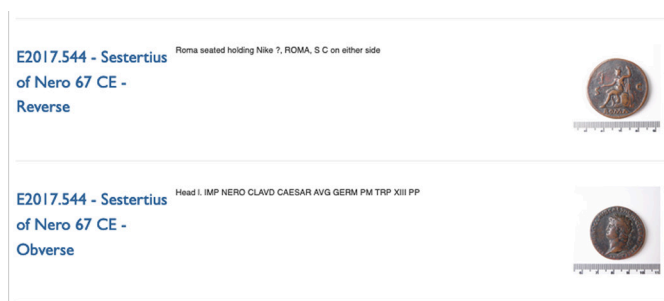 E2017.544 - Sestertius
of Nero 67 CE -
Reverse
Roma seated holding Nike ?, ROMA, S C on either side
E2017.544 - Sestertius
of Nero 67 CE -
Obverse
Head l. IMP NERO CLAVD CAESAR AVG GERM PM TRP XIII PP